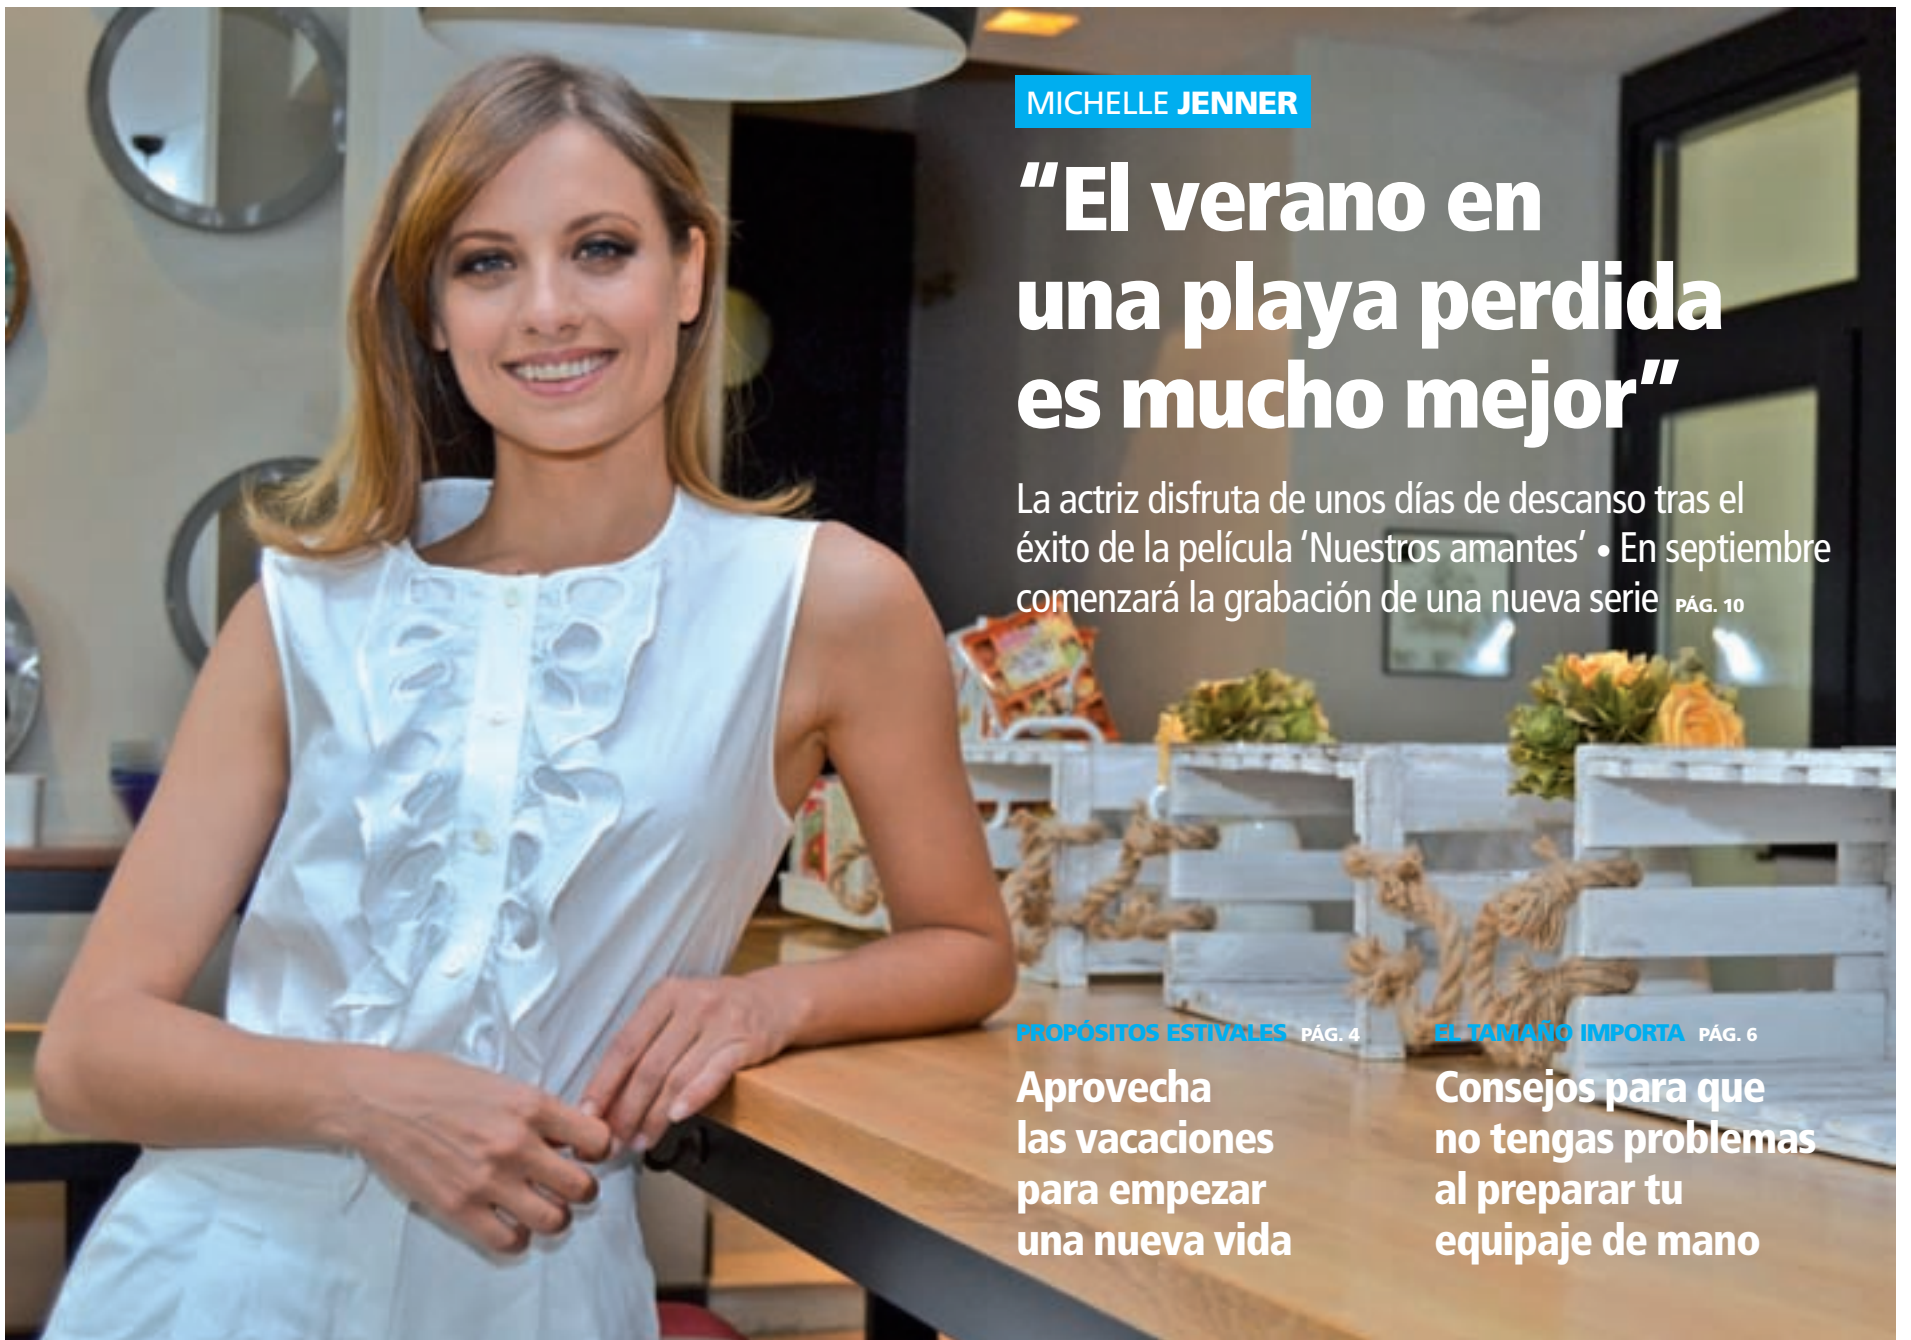 MICHELLE JENNER
“El verano en
una playa perdida
es mucho mejor”
La actriz disfruta de unos días de descanso tras el
éxito de la película ‘Nuestros amantes’ • En septiembre
comenzará la grabación de una nueva serie PÁG. 10
PROPÓSITOS ESTIVALES PÁG. 4
Aprovecha
las vacaciones
para empezar
una nueva vida
EL TAMAÑO IMPORTA PÁG. 6
Consejos para que
no tengas problemas
al preparar tu
equipaje de mano